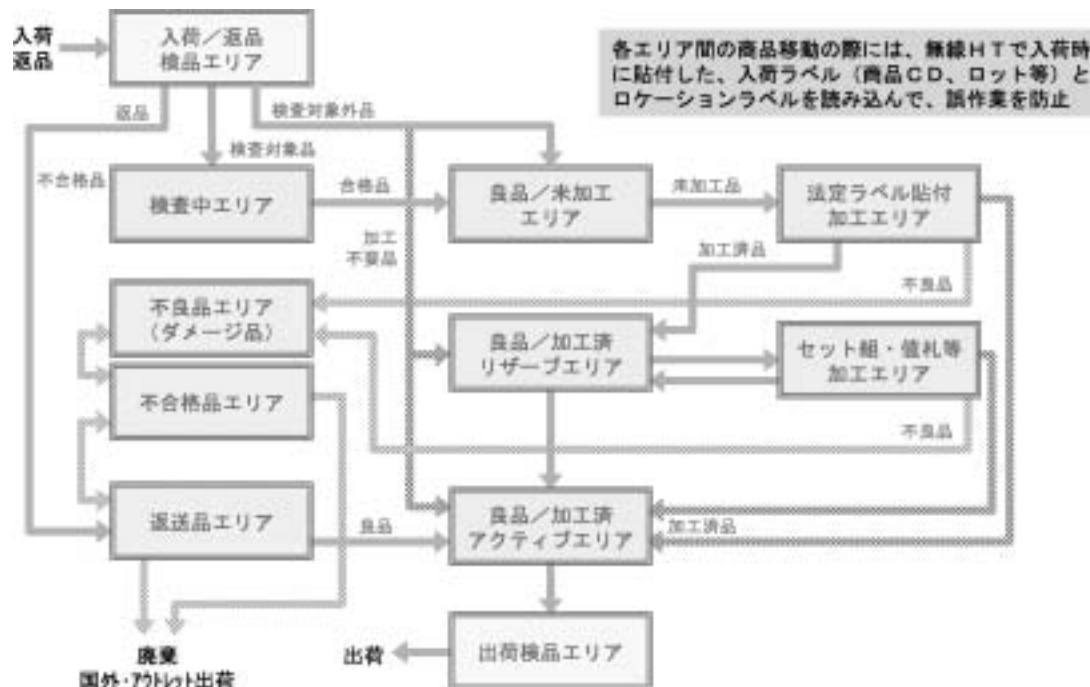 入荷
返品
入荷／返品
検品エリア
各エリア間の商品移動の際には、無線ＨＴで入荷時
に貼付した、入荷ラベル（商品ＣＤ、ロット等）と
ロケーションラベルを読み込んで、誤作業を防止
返品
検査対象外品
検査対象品
不合格品
検査中エリア
合格品
良品／未加工
エリア
未加工品
法定ラベル貼付
加工エリア
加工
不良品
加工済品
不良品
不良品エリア
（ダメージ品）
良品／加工済
リザーブエリア
セット組・値札等
加工エリア
不合格品エリア
不良品
返送品エリア
良品
良品／加工済
アクティブエリア
加工済品
廃棄
国外・ｱｳﾄﾚｯﾄ出荷
出荷
出荷検品エリア